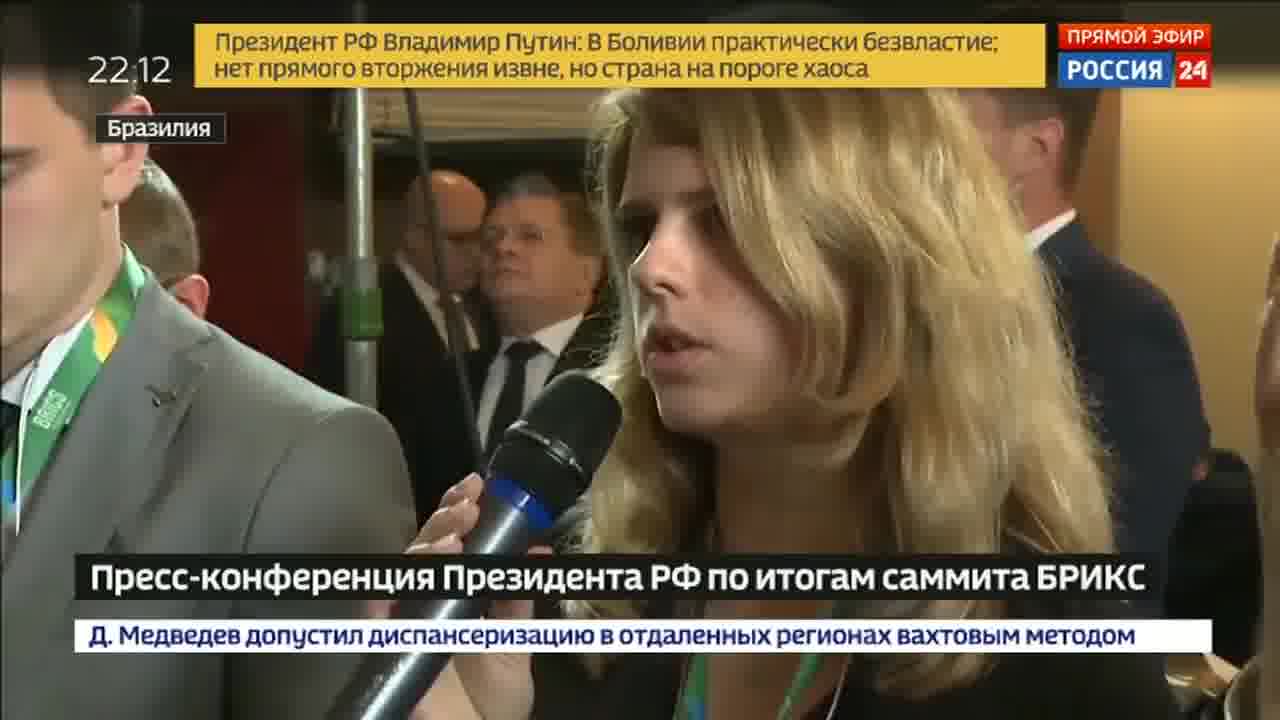 22:12
Президент РФ Владимир Путин: В Боливии практически безвластие;
нет прямого вторжения извне, но страна на пороге хаоса
ПРЯМОЙ ЭФИР
РОССИЯ 24
Бразилия
BRICS
Пресс-конференция Президента РФ по итогам саммита БРИКС
Д. Медведев допустил диспансеризацию в отдаленных регионах вахтовым методом